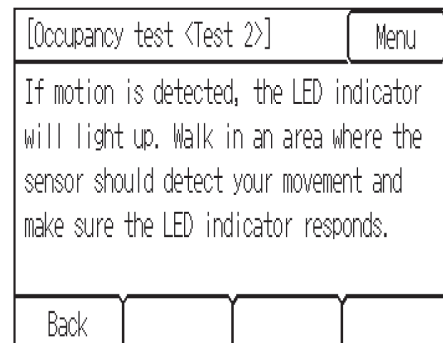 [Occupancy test <Test 2>]
Menu
If motion is detected, the LED indicator
will light up. Walk in an area where the
sensor should detect your movement and
make sure the LED indicator responds.
Back